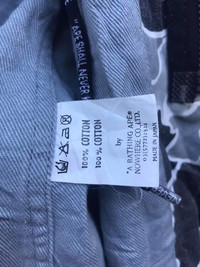 "APE SHALL NEVER
100% COTTON
100% COTTON
by
"A BATHING APE®"
NOWHERE CO., LTD
MADE IN JAPAN